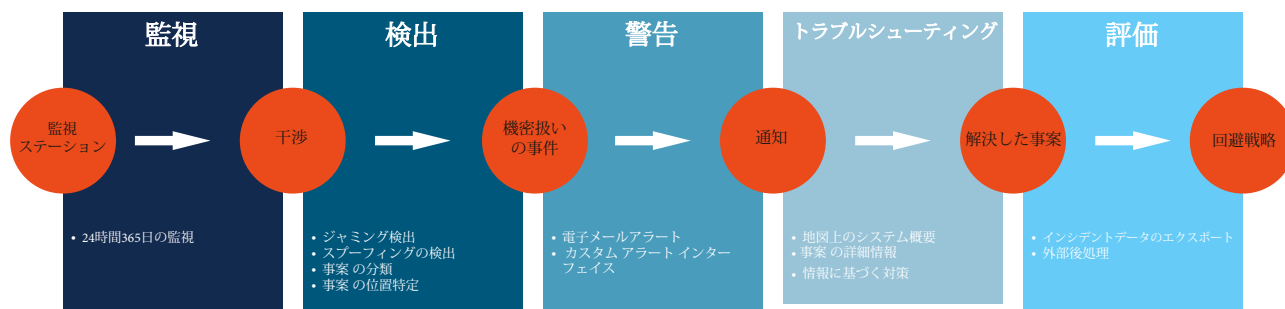 監視
検出
警告
トラブルシューティング
評価
監視
ステーション
干渉
機密扱い
の事件
通知
解決した事案
回避戦略
• 24時間365日の監視
• ジャミング検出
• スプーフィングの検出
• 事案 の分類
• 事案 の位置特定
• 電子メールアラート
• カスタム アラート インター
フェイス
• 地図上のシステム概要
• 事案 の詳細情報
• 情報に基づく対策
• インシデントデータのエクスポート
• 外部後処理